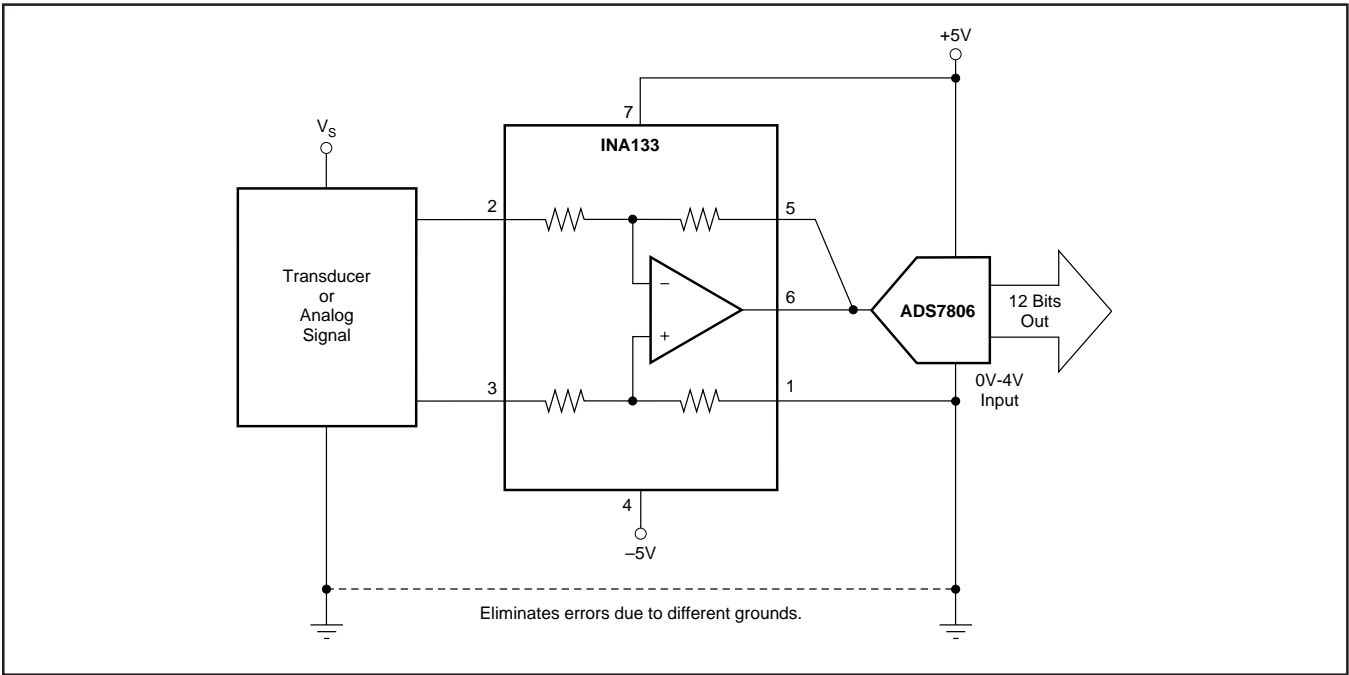 +5V
7
V_S
INA133
2
5
Transducer
or
Analog
Signal
–
6
ADS7806
12 Bits
Out
+
3
1
0V-4V
Input
4
–5V
Eliminates errors due to different grounds.